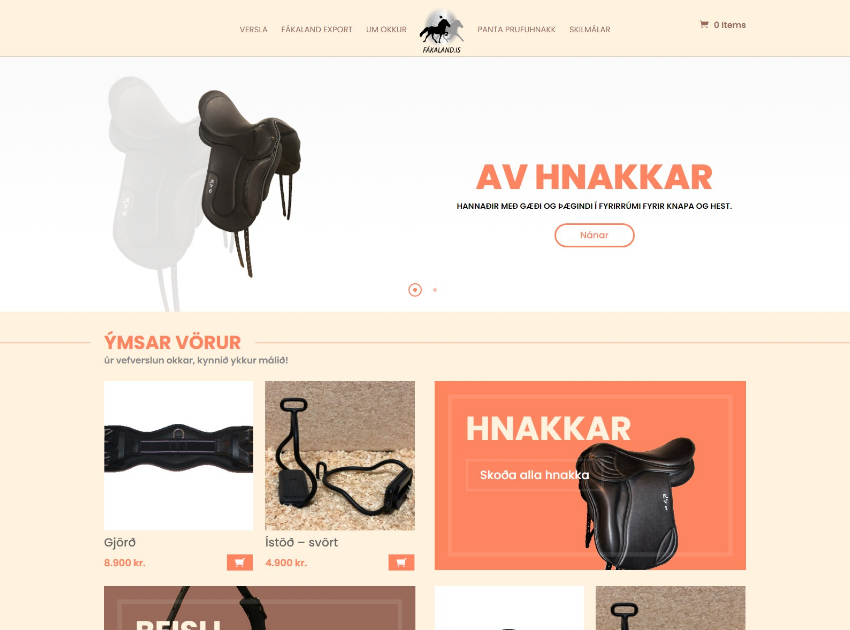 VERSLA
FÁKALAND EXPORT
UM OKKUR
FÁKALAND.IS
PANTA PRUFUHNAKK
SKILMÁLAR
0 Items
AV HNAKKAR
HANNAÐIR MEÐ GÆÐI OG ÞÆGINDI Í FYRIRRÚMI FYRIR KNAPA OG HEST.
Nánar
ÝMSAR VÖRUR
úr vefverslun okkar, kynnið ykkur málið!
HNAKKAR
Skoða alla hnakka
Gjörð
8.900 kr.
Ístöð – svört
4.900 kr.
BEISLI